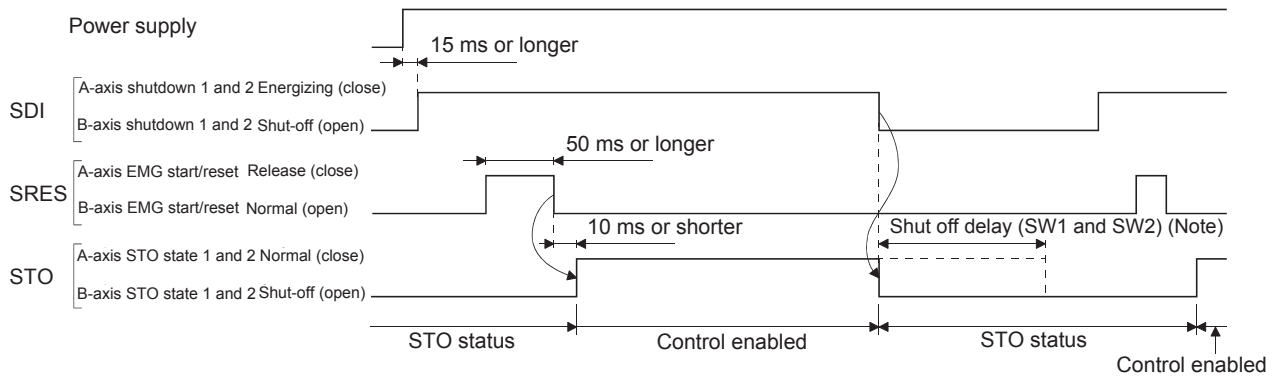 Power supply
15 ms or longer
SDI
A-axis shutdown 1 and 2 Energizing (close)
B-axis shutdown 1 and 2 Shut-off (open)
50 ms or longer
SRES
A-axis EMG start/reset Release (close)
B-axis EMG start/reset Normal (open)
10 ms or shorter
Shut off delay (SW1 and SW2) (Note)
STO
A-axis STO state 1 and 2 Normal (close)
B-axis STO state 1 and 2 Shut-off (open)
STO status
Control enabled
STO status
Control enabled